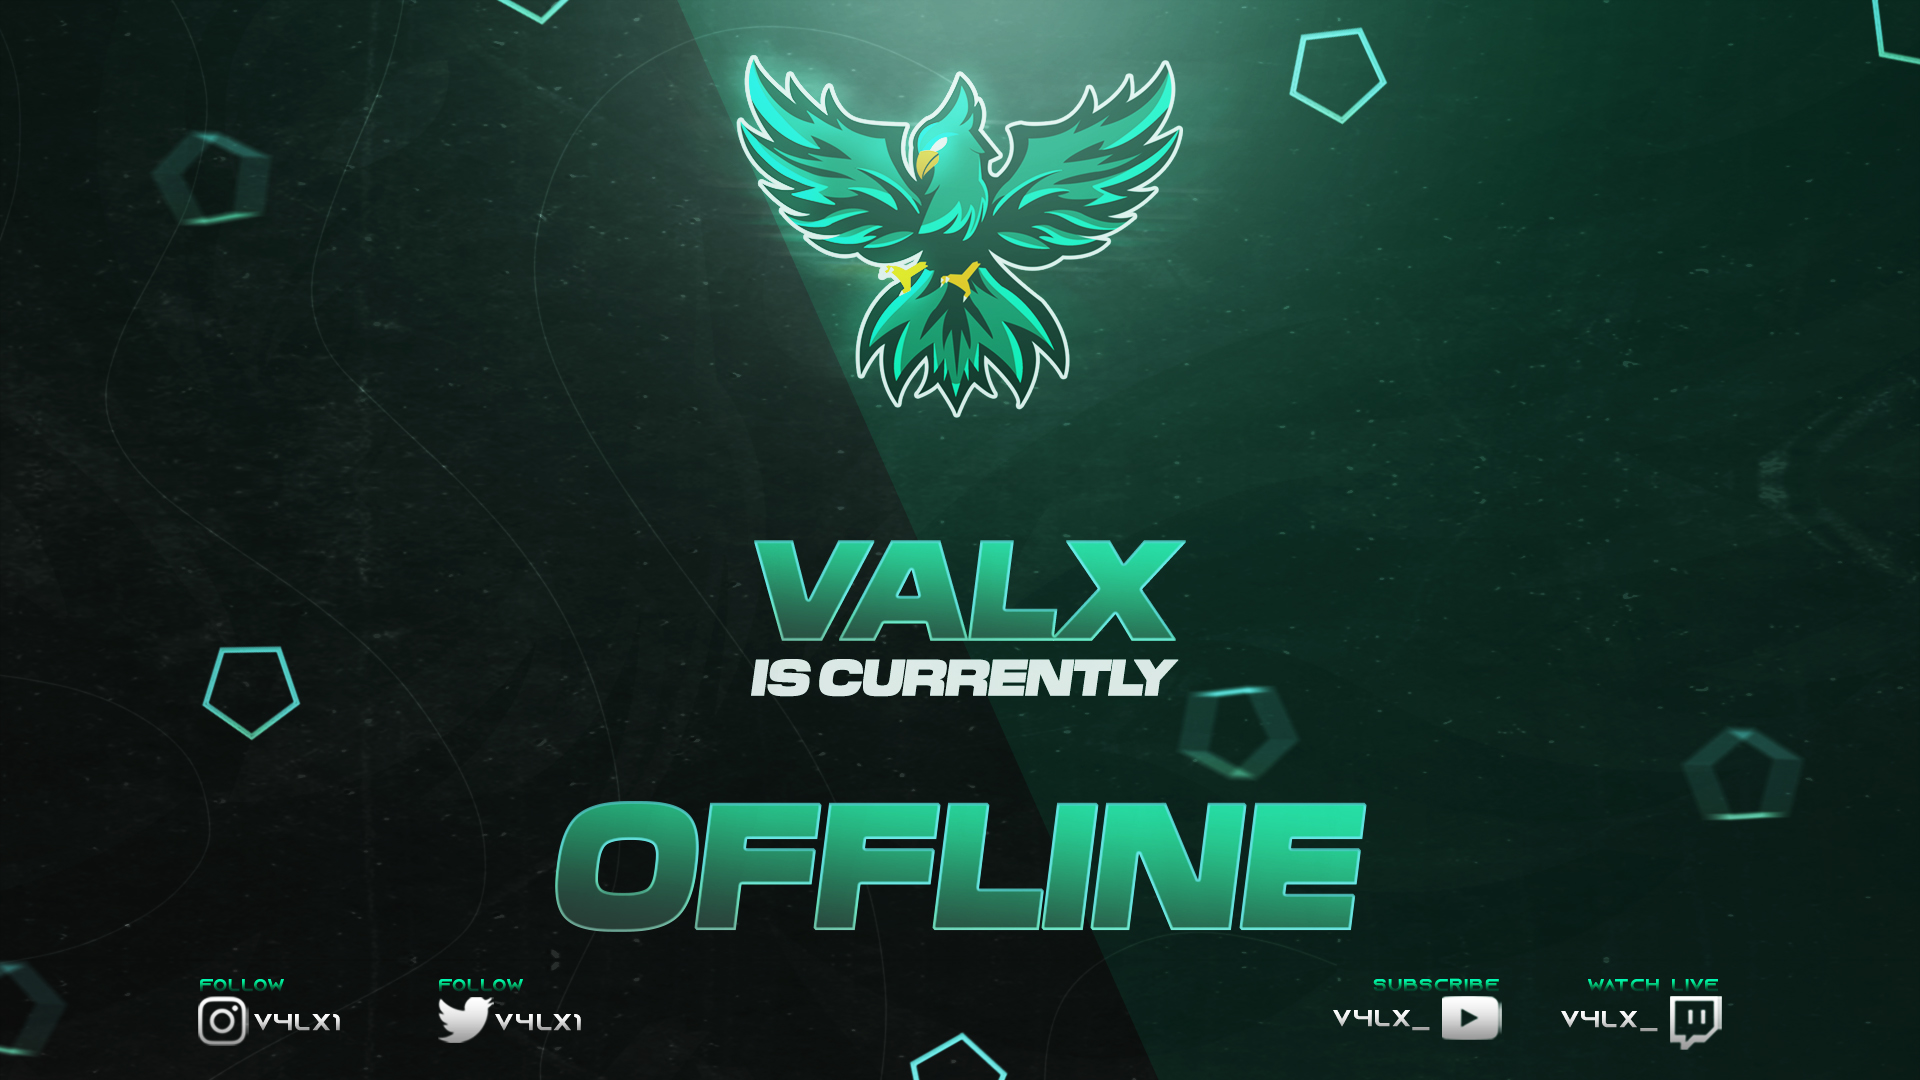 VALX
IS CURRENTLY
OFFLINE
FOLLOW
V4LX1
FOLLOW
V4LX1
SUBSCRIBE
V4LX_
WATCH LIVE
V4LX_